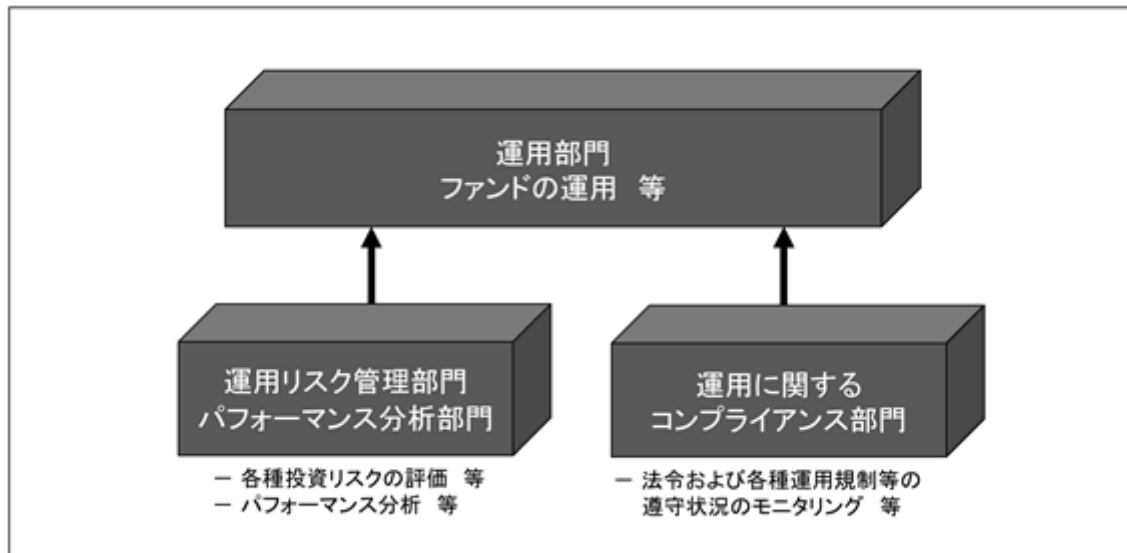 運用部門
ファンドの運用　等
運用リスク管理部門
パフォーマンス分析部門
運用に関する
コンプライアンス部門
－ 各種投資リスクの評価　等
－ パフォーマンス分析　等
－ 法令および各種運用規制等の
遵守状況のモニタリング　等